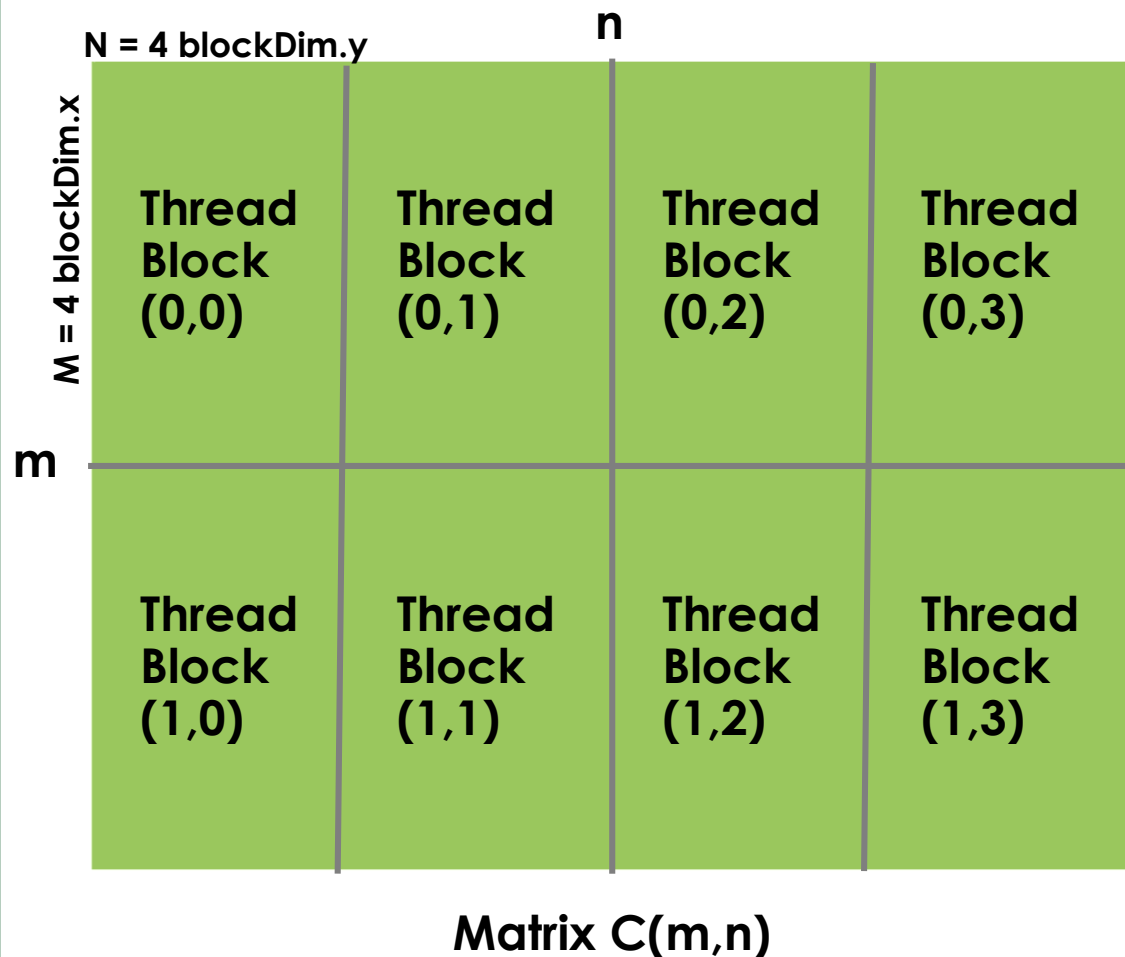 n
N = 4 blockDim.y
M = 4 blockDim.x
Thread
Block
(0,0)
Thread
Block
(0,1)
Thread
Block
(0,2)
Thread
Block
(0,3)
m
Thread
Block
(1,0)
Thread
Block
(1,1)
Thread
Block
(1,2)
Thread
Block
(1,3)
Matrix C(m,n)